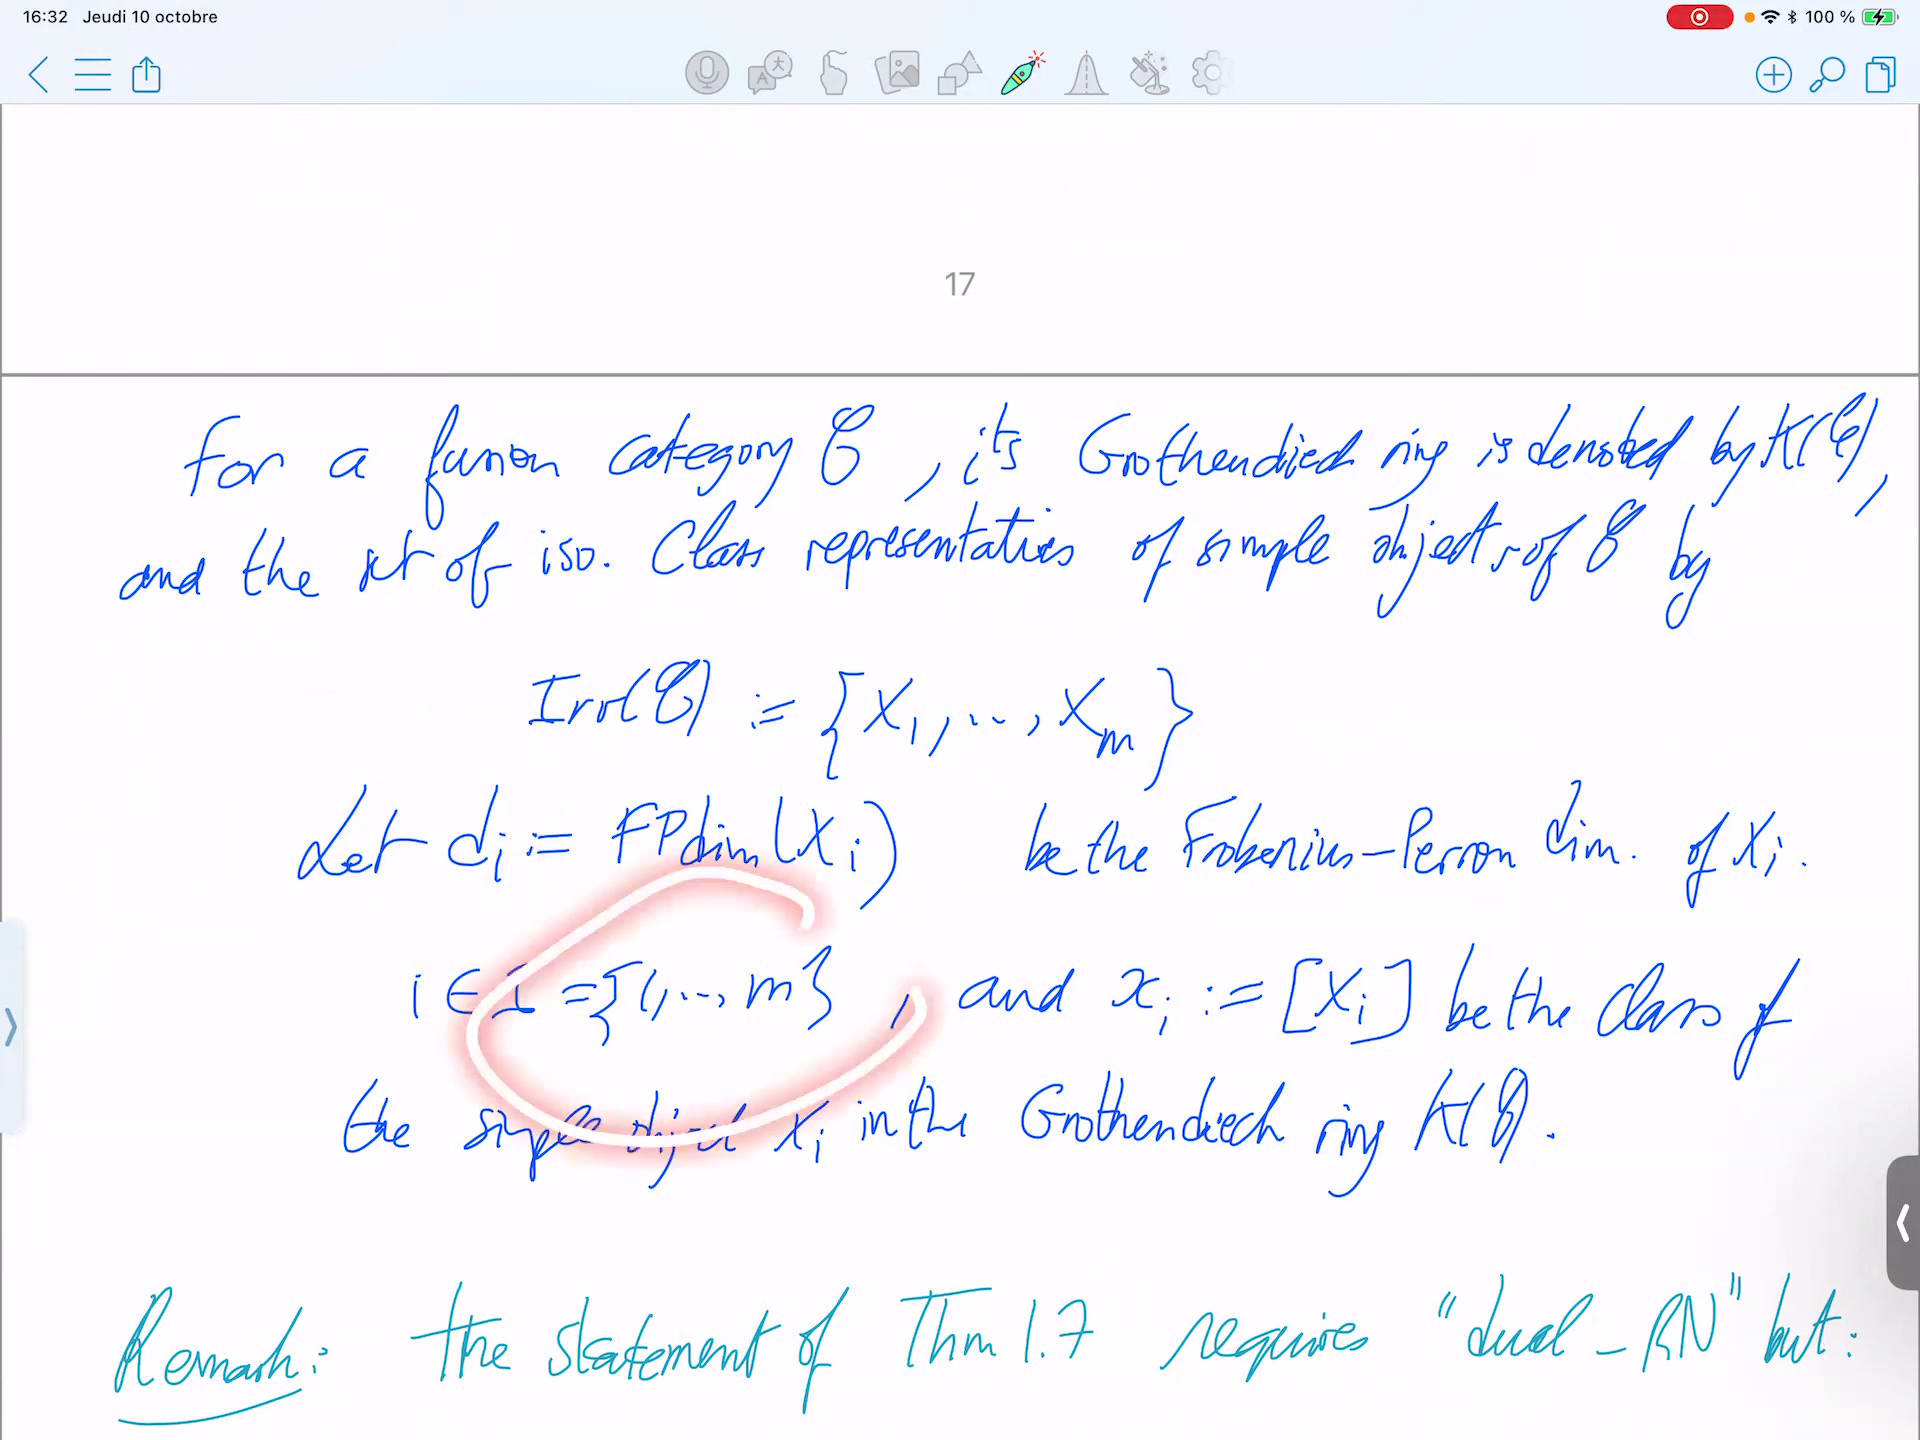 16:32 Jeudi 10 octobre 100 %
17
For a fusion category 𝒞, its Grothendieck ring is denoted by K(𝒞),
and the set of iso. class representatives of simple objects of 𝒞 by
Irr(𝒞) := {X₁, ..., Xₘ}
Let dᵢ := FPdim(Xᵢ) be the Frobenius-Perron dim. of Xᵢ.
i ∈ I = {1, ..., m}, and xᵢ := [Xᵢ] be the class of
the simple object Xᵢ in the Grothendieck ring K(𝒞).
Remark: the statement of Thm 1.7 requires "dual-RN" but: